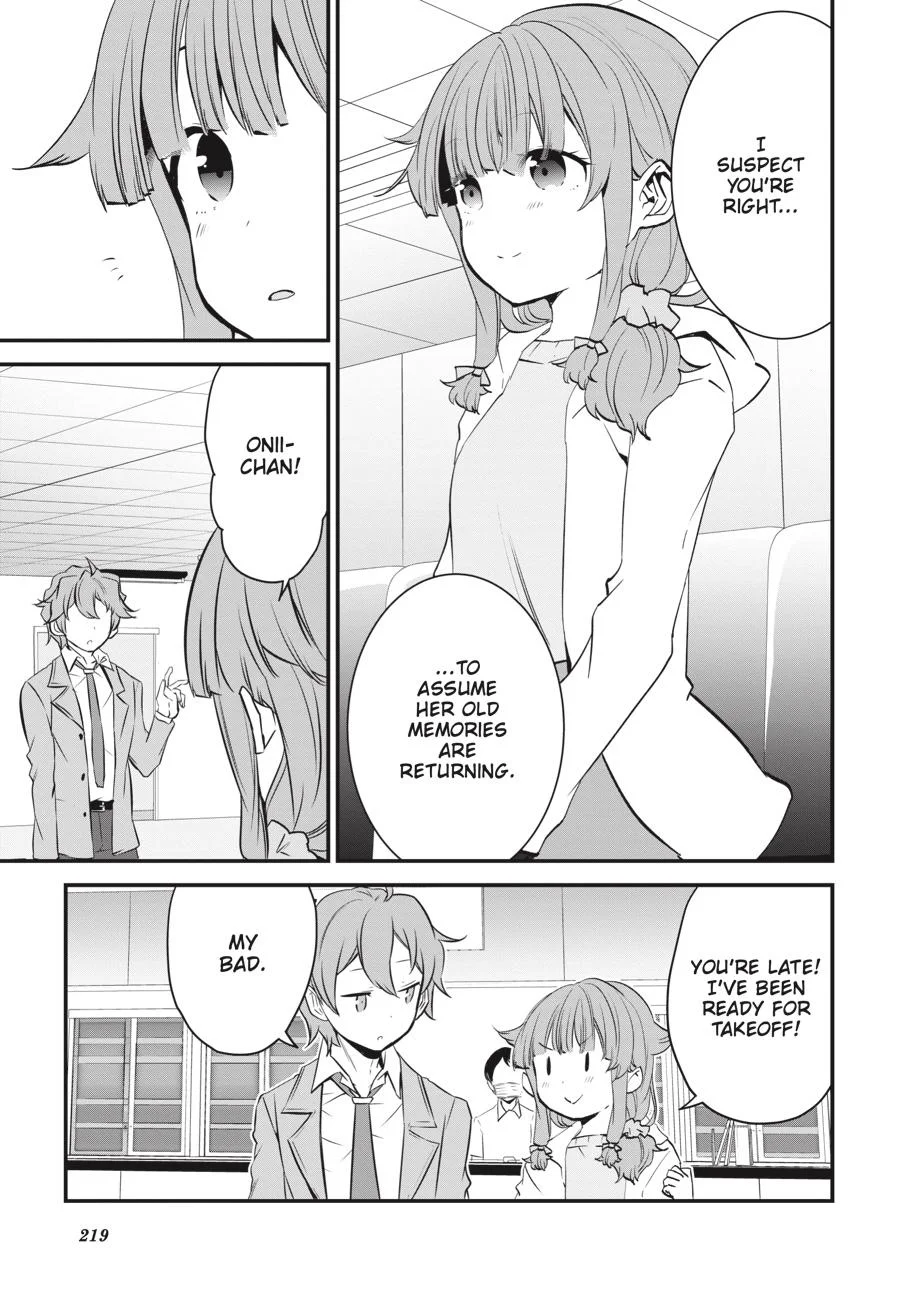 I
SUSPECT
YOU'RE
RIGHT...
...TO
ASSUME
HER OLD
MEMORIES
ARE
RETURNING.
ONII-
CHAN!
YOU'RE LATE!
I'VE BEEN
READY FOR
TAKEOFF!
MY
BAD.
219